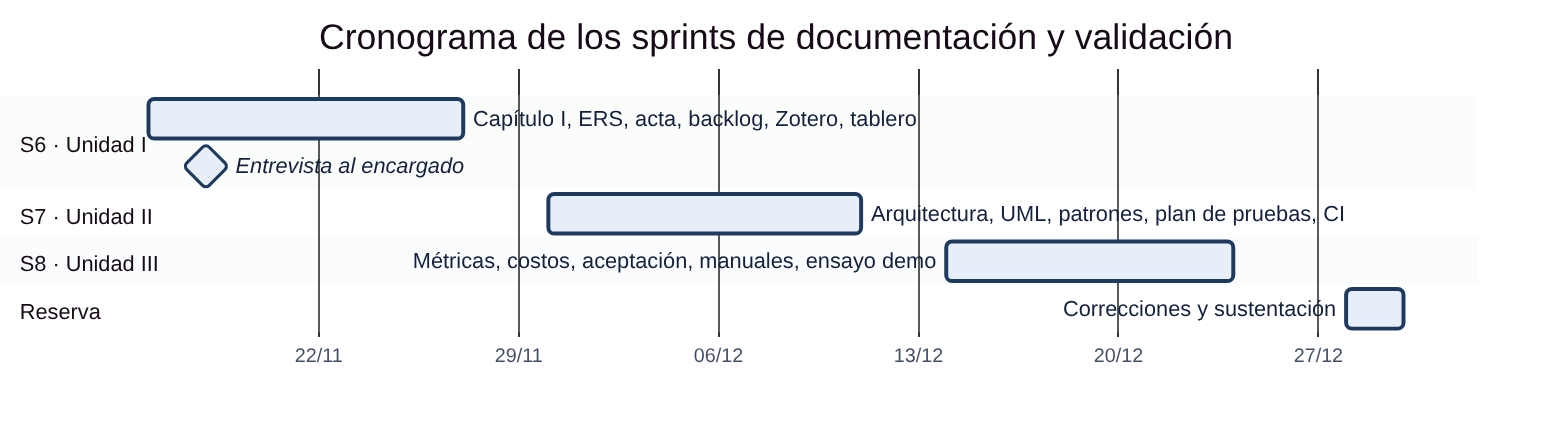 Cronograma de los sprints de documentación y validación
Capítulo I, ERS, acta, backlog, Zotero, tablero
S6 · Unidad I
Entrevista al encargado
S7 · Unidad II
Arquitectura, UML, patrones, plan de pruebas, CI
S8 · Unidad III
Métricas, costos, aceptación, manuales, ensayo demo
Reserva
Correcciones y sustentación
22/11
29/11
06/12
13/12
20/12
27/12